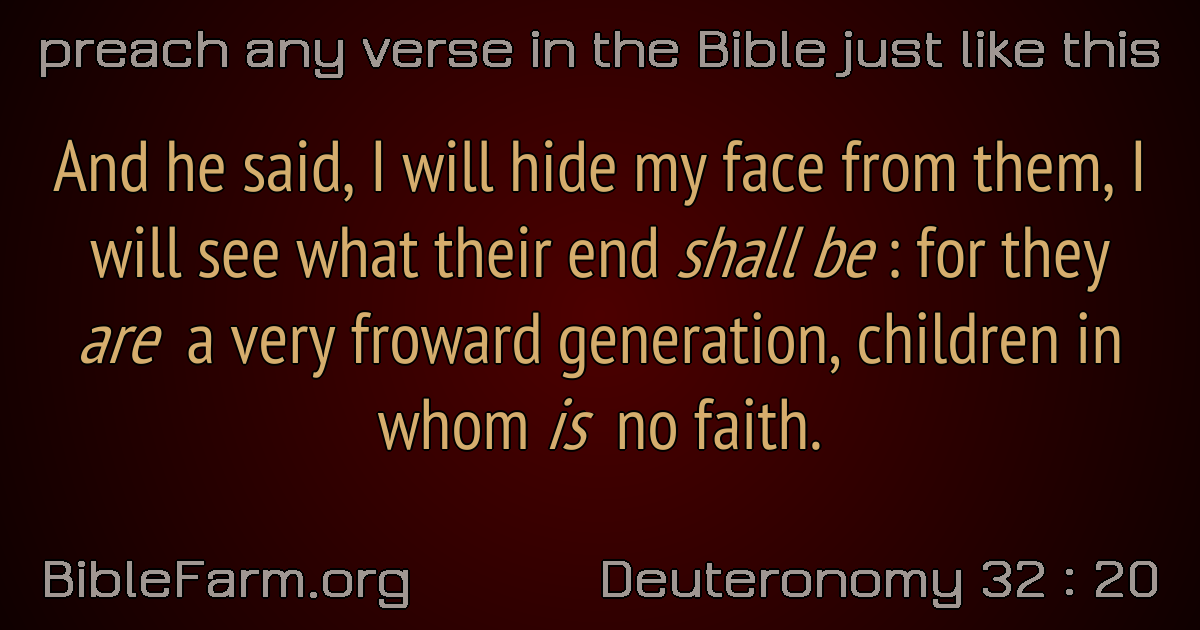 preach any verse in the Bible just like this
And he said, I will hide my face from them, I
will see what their end shall be : for they
are a very froward generation, children in
whom is no faith.
BibleFarm.org
Deuteronomy 32 : 20